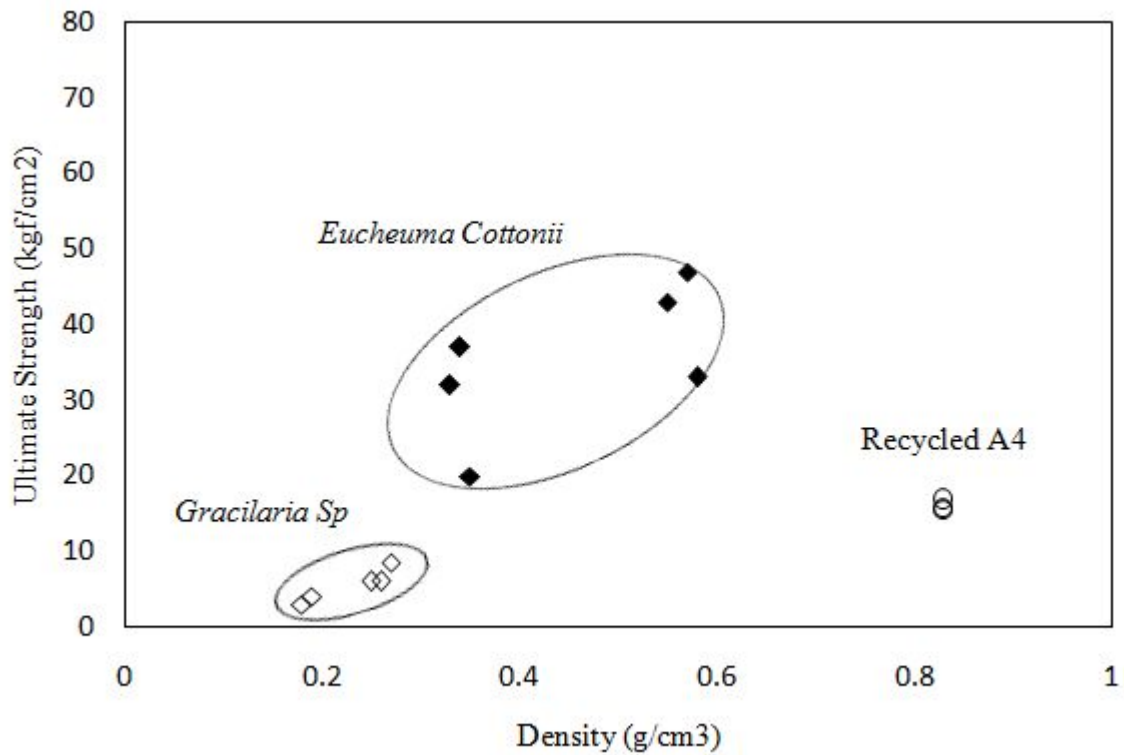 80
70
60
50
40
30
20
10
0
Ultimate Strength (kgf/cm2)
Eucheuma Cottonii
Recycled A4
Gracilaria Sp
0 0.2 0.4 0.6 0.8 1
Density (g/cm3)